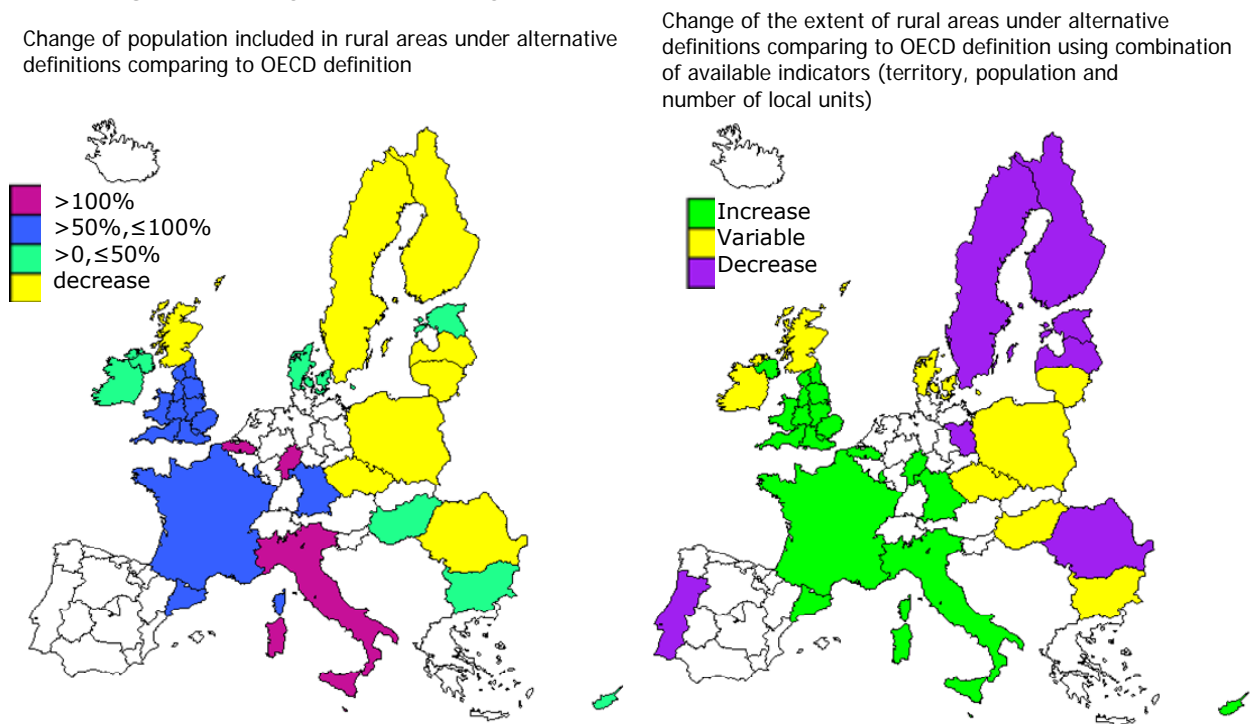 Change of population included in rural areas under alternative
definitions comparing to OECD definition
>100%
>50%,≤100%
>0,≤50%
decrease
Change of the extent of rural areas under alternative
definitions comparing to OECD definition using combination
of available indicators (territory, population and
number of local units)
Increase
Variable
Decrease